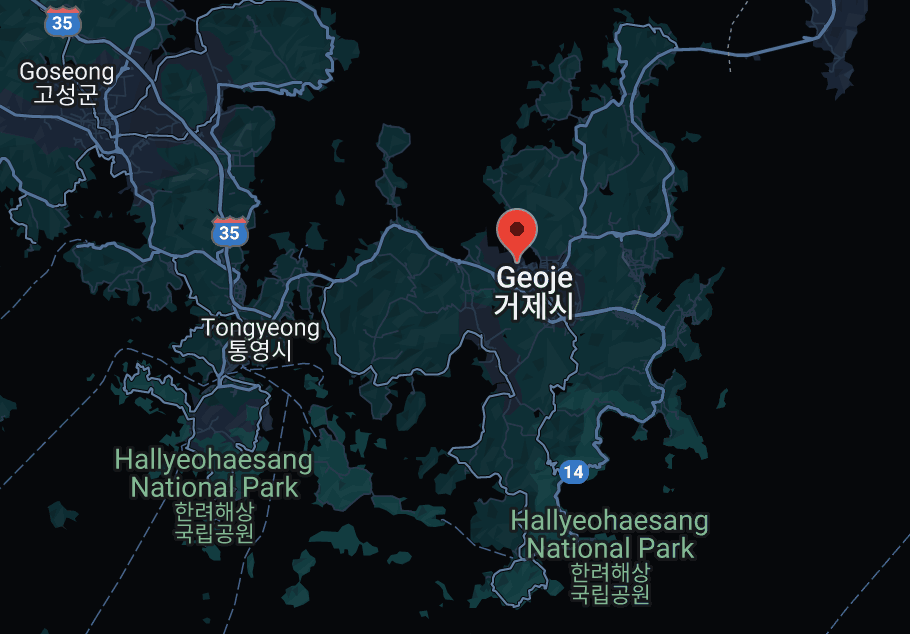 35
Goseong
고성군
35
Geoje
거제시
Tongyeong
통영시
Hallyeohaesang
National Park
한려해상
국립공원
14
Hallyeohaesang
National Park
한려해상
국립공원